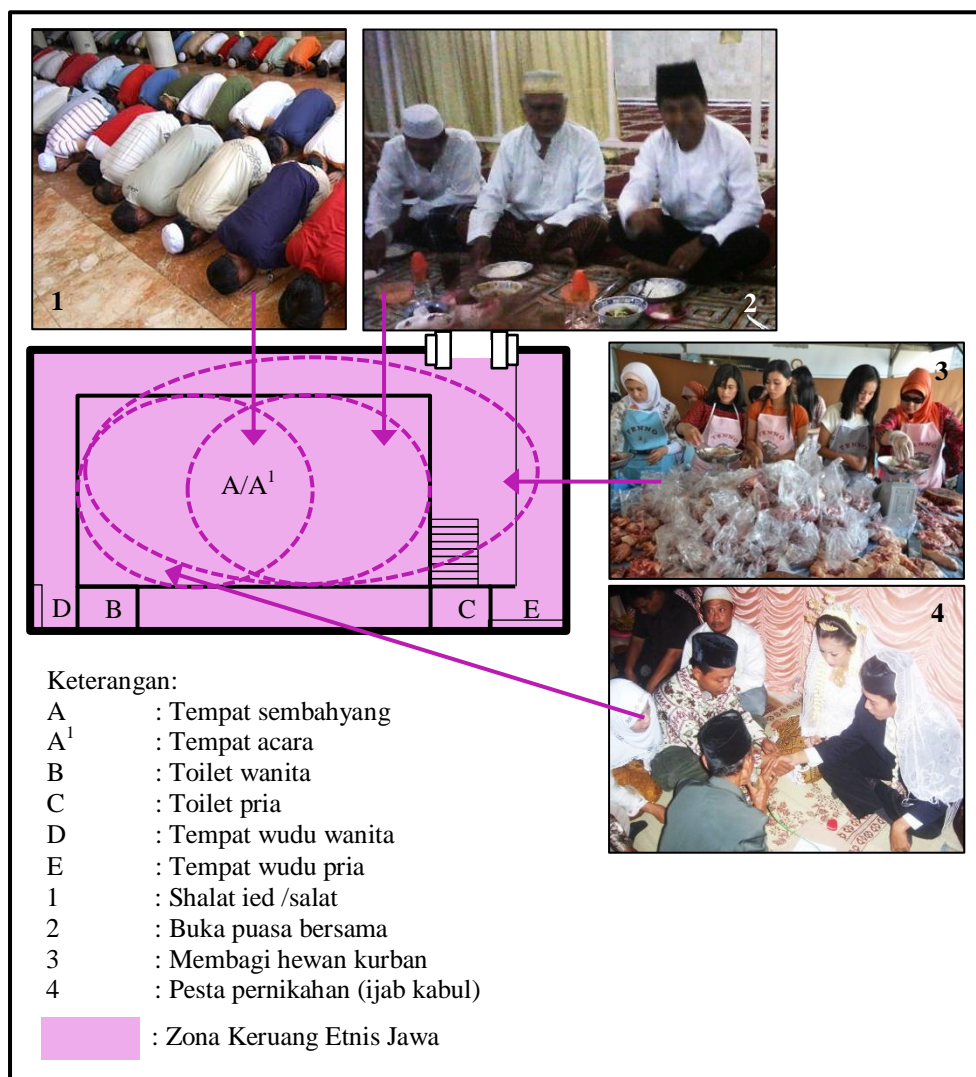 1
2
3
TENNO
TENNO
4
A/A¹
D
B
C
E
Keterangan:
A : Tempat sembahyang
A¹ : Tempat acara
B : Toilet wanita
C : Toilet pria
D : Tempat wudu wanita
E : Tempat wudu pria
1 : Shalat ied /salat
2 : Buka puasa bersama
3 : Membagi hewan kurban
4 : Pesta pernikahan (ijab kabul)
: Zona Keruang Etnis Jawa